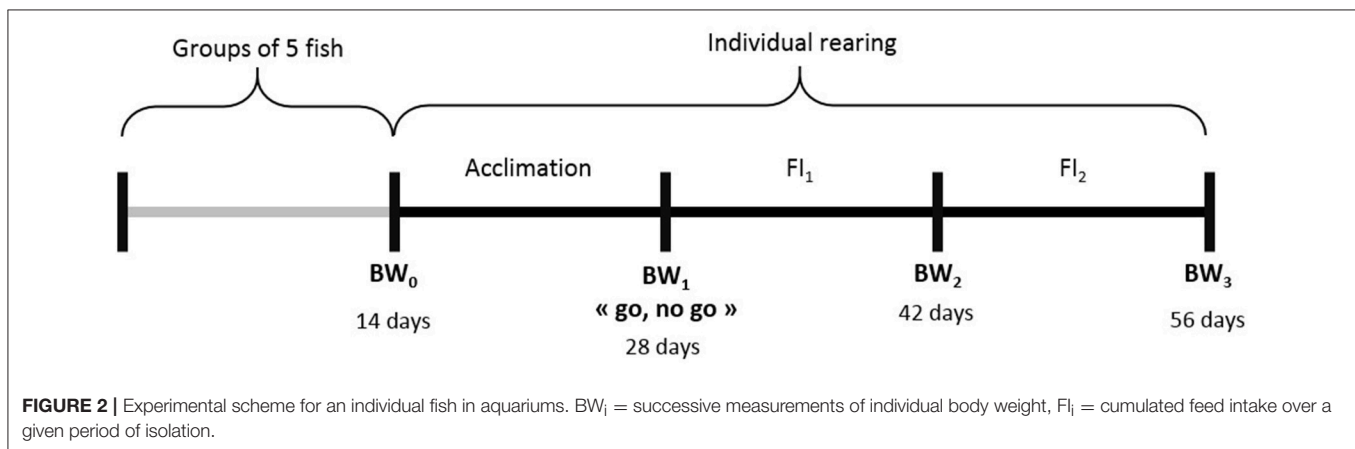 Groups of 5 fish
Individual rearing
Acclimation
FI₁
FI₂
BW₀
14 days
BW₁
« go, no go »
28 days
BW₂
42 days
BW₃
56 days
FIGURE 2 | Experimental scheme for an individual fish in aquariums. BWᵢ = successive measurements of individual body weight, FIᵢ = cumulated feed intake over a
given period of isolation.